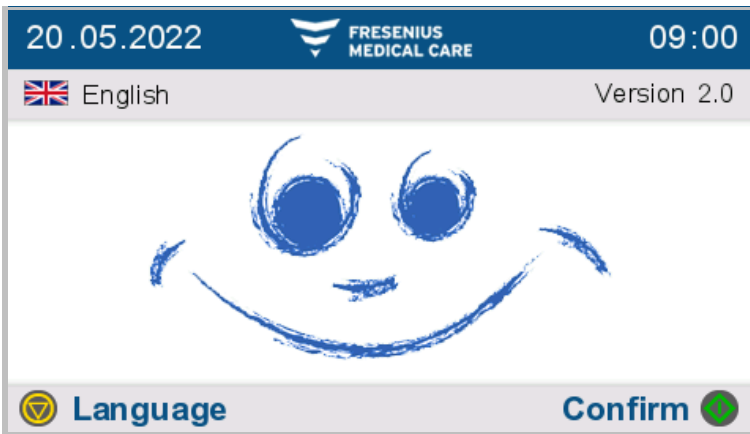 20.05.2022 FRESENIUS MEDICAL CARE 09:00
English Version 2.0
Language Confirm